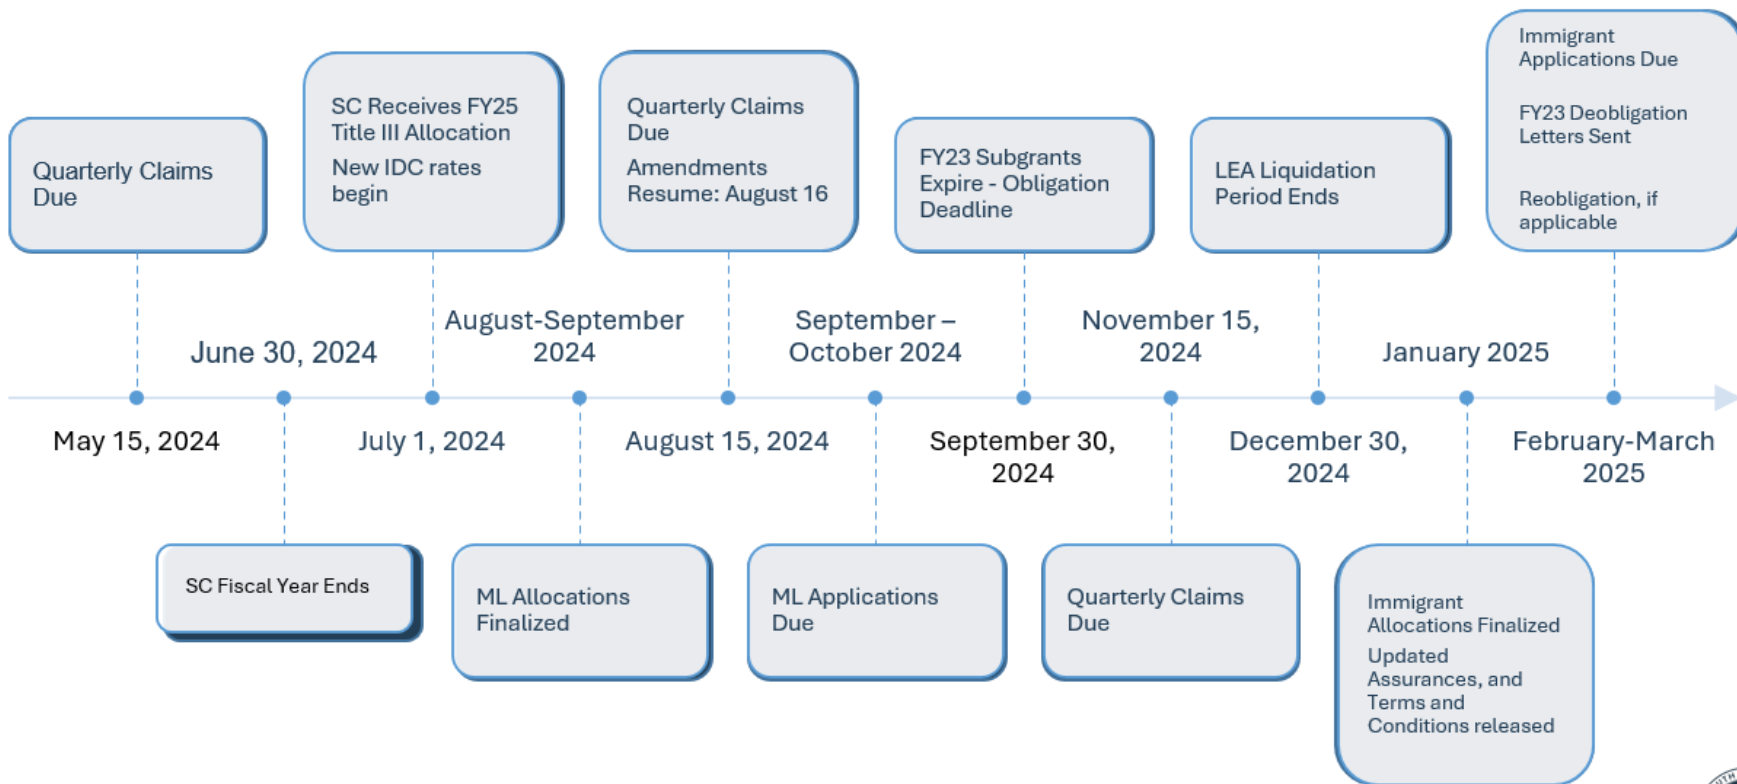 Immigrant
Applications Due
FY23 Deobligation
Letters Sent
Reobligation, if
applicable
SC Receives FY25
Title III Allocation
New IDC rates
begin
Quarterly Claims
Due
Amendments
Resume: August 16
Quarterly Claims
Due
FY23 Subgrants
Expire - Obligation
Deadline
LEA Liquidation
Period Ends
June 30, 2024
August-September
2024
September –
October 2024
November 15,
2024
January 2025
May 15, 2024
July 1, 2024
August 15, 2024
September 30,
2024
December 30,
2024
February-March
2025
SC Fiscal Year Ends
ML Allocations
Finalized
ML Applications
Due
Quarterly Claims
Due
Immigrant
Allocations Finalized
Updated
Assurances, and
Terms and
Conditions released